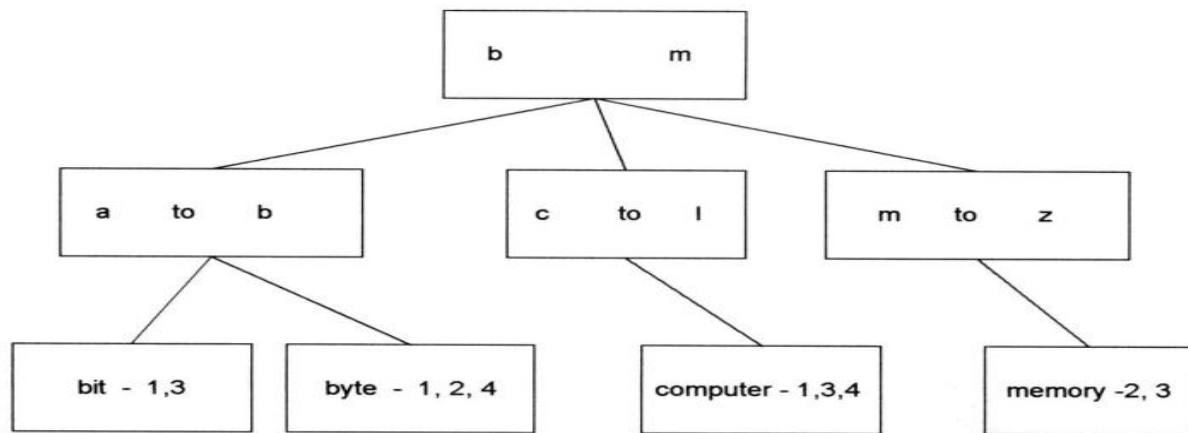 b m
a to b
c to l
m to z
bit - 1,3
byte - 1, 2, 4
computer - 1,3,4
memory -2, 3